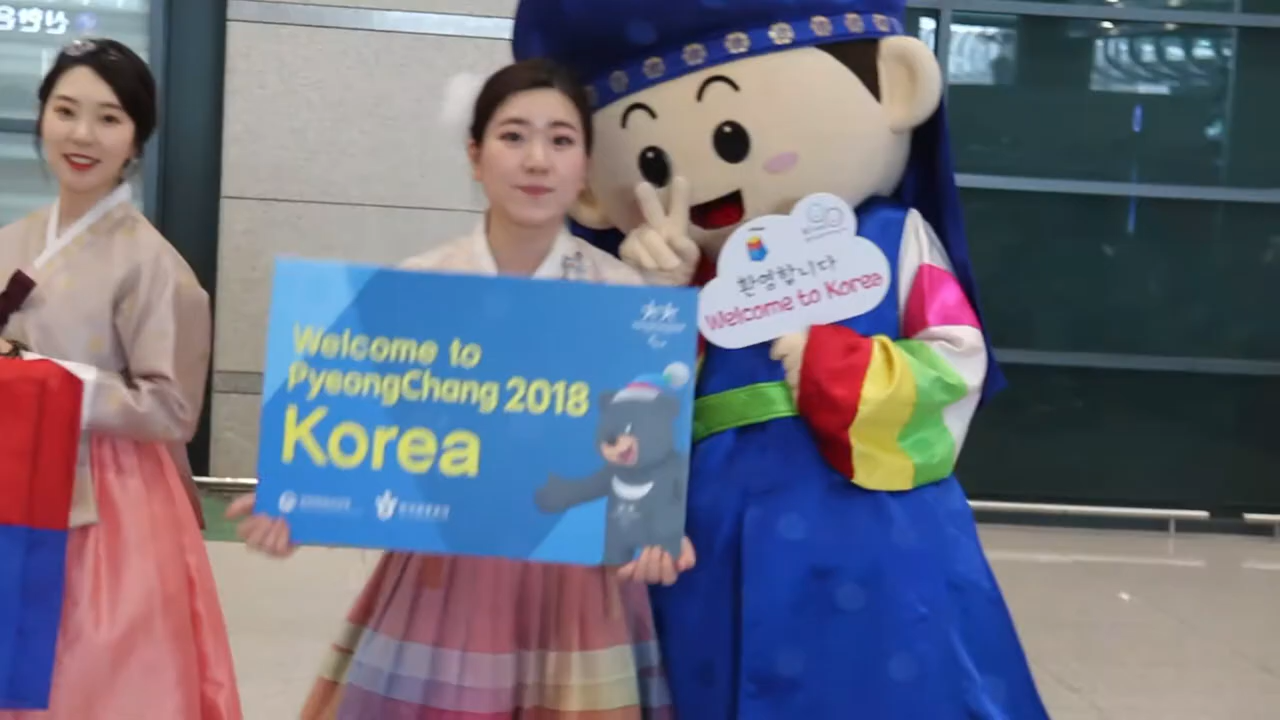 Welcome to
PyeongChang 2018
Korea
환영합니다
Welcome to Korea